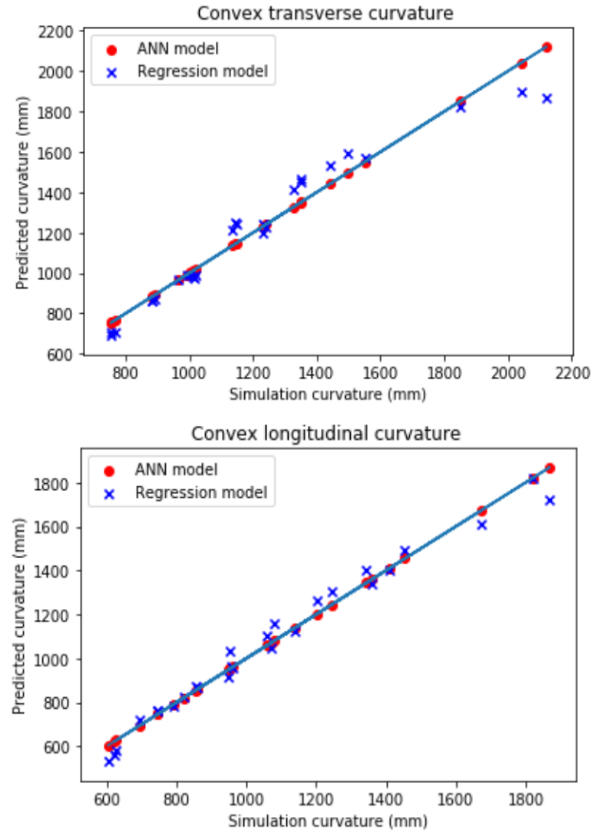 Convex transverse curvature
ANN model
Regression model
2200
2000
1800
1600
1400
1200
1000
800
600
Predicted curvature (mm)
800 1000 1200 1400 1600 1800 2000 2200
Simulation curvature (mm)
Convex longitudinal curvature
ANN model
Regression model
1800
1600
1400
1200
1000
800
600
Predicted curvature (mm)
600 800 1000 1200 1400 1600 1800
Simulation curvature (mm)